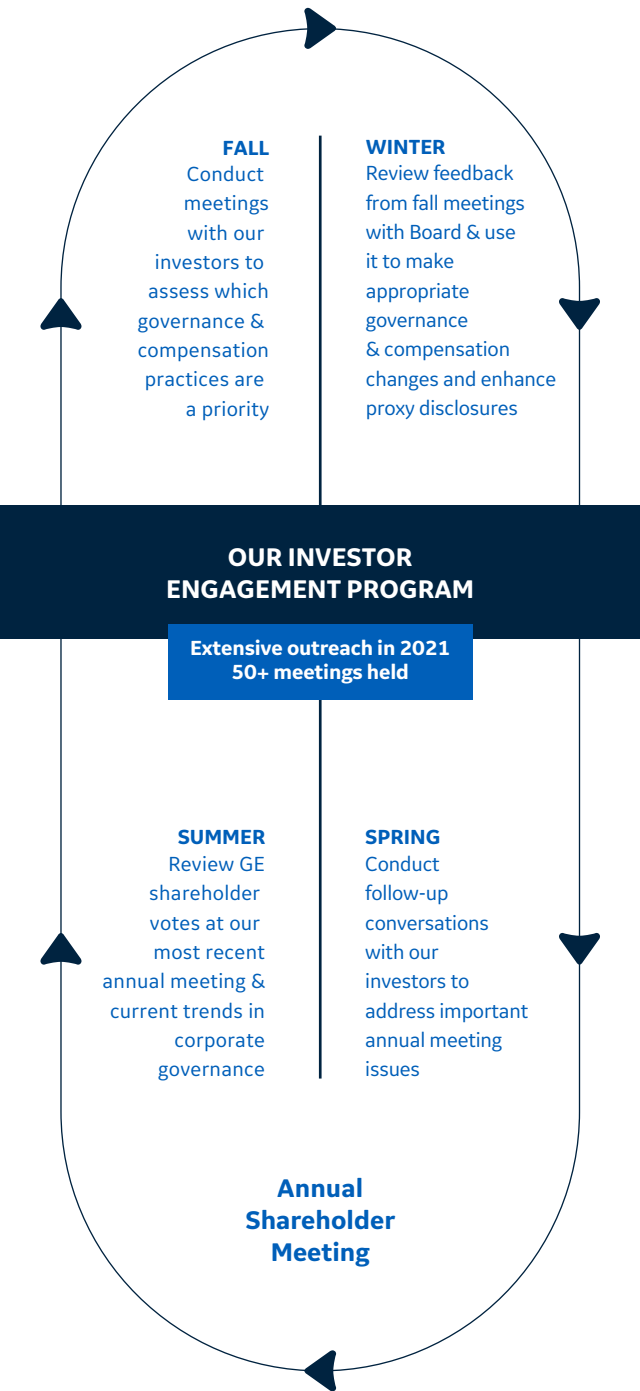 FALL
Conduct
meetings
with our
investors to
assess which
governance &
compensation
practices are
a priority
WINTER
Review feedback
from fall meetings
with Board & use
it to make
appropriate
governance
& compensation
changes and enhance
proxy disclosures
OUR INVESTOR
ENGAGEMENT PROGRAM
Extensive outreach in 2021
50+ meetings held
SUMMER
Review GE
shareholder
votes at our
most recent
annual meeting &
current trends in
corporate
governance
SPRING
Conduct
follow-up
conversations
with our
investors to
address important
annual meeting
issues
Annual
Shareholder
Meeting